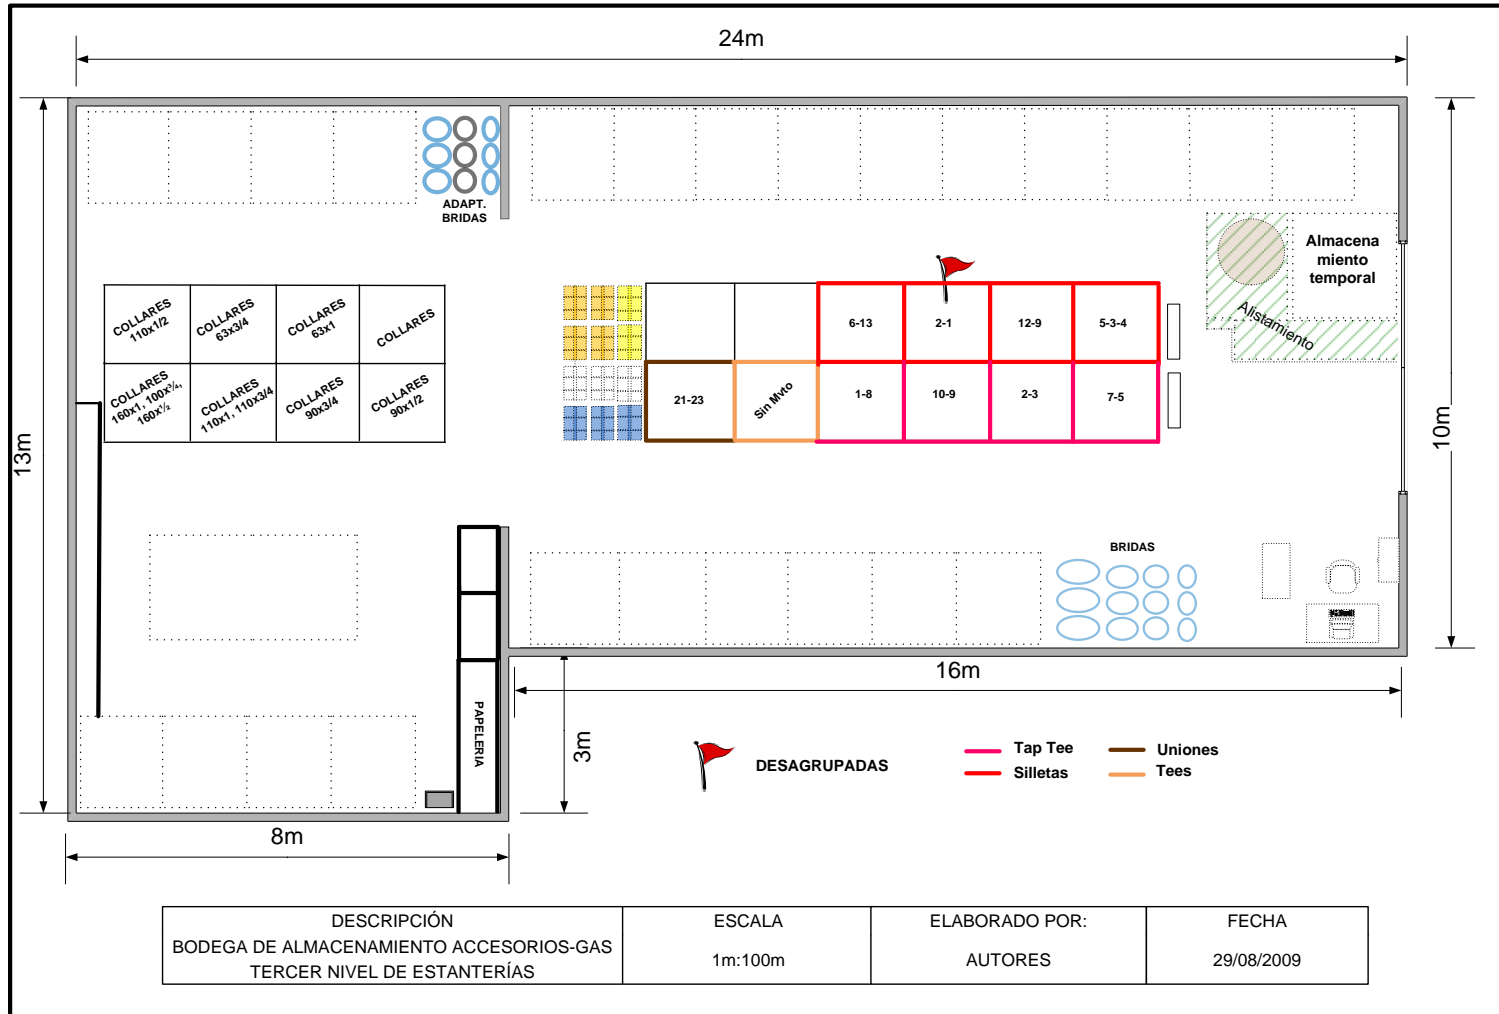 24m
ADAPT.
BRIDAS
Almacena
miento
temporal
Alistamiento
COLLARES
110x1/2
COLLARES
63x3/4
COLLARES
63x1
COLLARES
6-13
2-1
12-9
5-3-4
COLLARES
160x1, 100x¾,
160x½
COLLARES
110x1, 110x3/4
COLLARES
90x3/4
COLLARES
90x1/2
21-23
Sin Mvto
1-8
10-9
2-3
7-5
13m
10m
BRIDAS
16m
PAPELERIA
3m
DESAGRUPADAS
Tap Tee
Uniones
Silletas
Tees
8m
DESCRIPCIÓN
BODEGA DE ALMACENAMIENTO ACCESORIOS-GAS
TERCER NIVEL DE ESTANTERÍAS
ESCALA
1m:100m
ELABORADO POR:
AUTORES
FECHA
29/08/2009